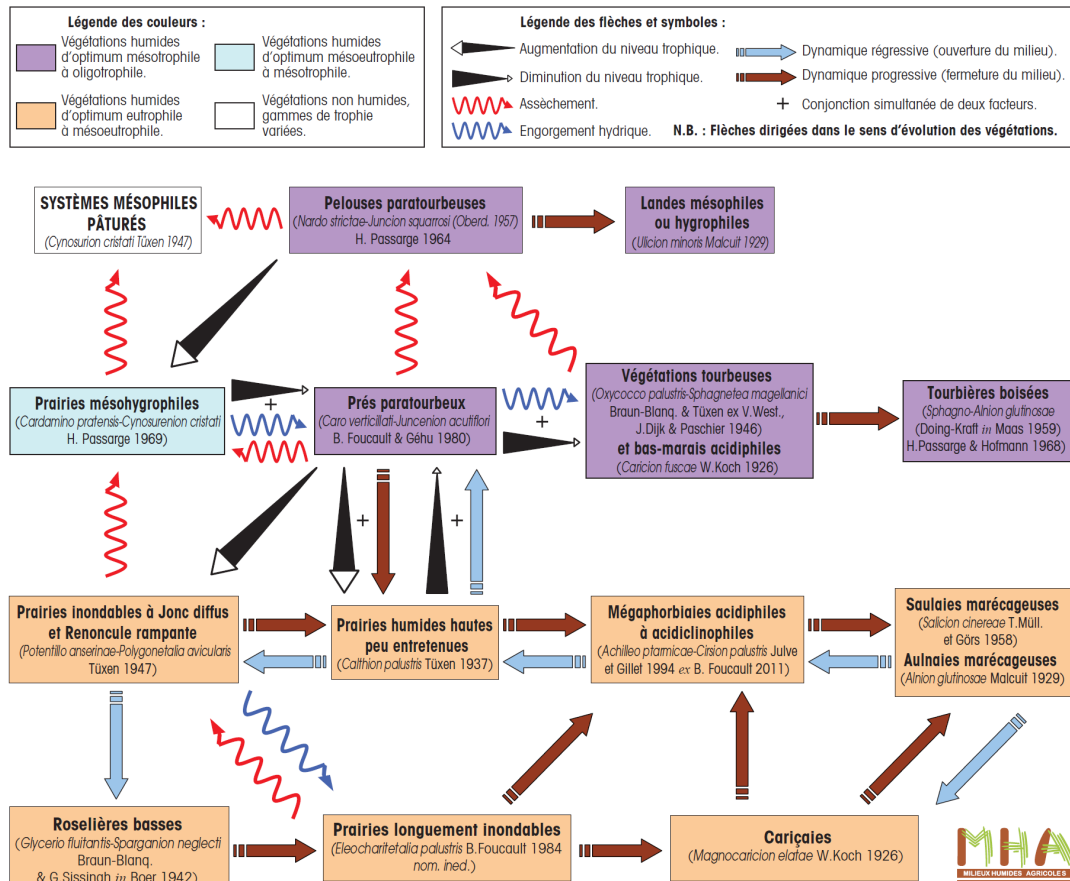 Légende des couleurs :
Végétations humides
d'optimum mésotrophile
à oligotrophile.
Végétations humides
d'optimum mésoeutrophile
à mésotrophile.
Végétations humides
d'optimum eutrophile
à mésoeutrophile.
Végétations non humides,
gammes de trophie
variées.
Légende des flèches et symboles :
Augmentation du niveau trophique.
Diminution du niveau trophique.
Assèchement.
Engorgement hydrique.
Dynamique régressive (ouverture du milieu).
Dynamique progressive (fermeture du milieu).
+ Conjonction simultanée de deux facteurs.
N.B. : Flèches dirigées dans le sens d'évolution des végétations.
SYSTÈMES MÉSOPHILES
PÂTURÉS
(Cynosurion cristati Tüxen 1947)
Pelouses paratourbeuses
(Nardo strictae-Juncion squarrosi (Oberd. 1957)
H. Passarge 1964
Landes mésophiles
ou hygrophiles
(Ulicion minoris Malcuit 1929)
Prairies mésohygrophiles
(Cardamino pratensis-Cynosurenion cristati
H. Passarge 1969)
+
Prés paratourbeux
(Caro verticillati-Juncenion acutiflori
B. Foucault & Géhu 1980)
+
Végétations tourbeuses
(Oxycocco palustris-Sphagnetea magellanici
Braun-Blanq. & Tüxen ex V.West.,
J.Dijk & Paschier 1946)
et bas-marais acidiphiles
(Caricion fuscae W.Koch 1926)
Tourbières boisées
(Sphagno-Alnion glutinosae
(Doing-Kraft in Maas 1959)
H.Passarge & Hofmann 1968)
+
+
Prairies inondables à Jonc diffus
et Renoncule rampante
(Potentillo anserinae-Polygonetalia avicularis
Tüxen 1947)
Prairies humides hautes
peu entretenues
(Calthion palustris Tüxen 1937)
Mégaphorbiaies acidiphiles
à acidiclinophiles
(Achilleo ptarmicae-Cirsion palustris Julve
et Gillet 1994 ex B. Foucault 2011)
Saulaies marécageuses
(Salicion cinereae T.Müll.
et Görs 1958)
Aulnaies marécageuses
(Alnion glutinosae Malcuit 1929)
Roselières basses
(Glycerio fluitantis-Sparganion neglecti
Braun-Blanq.
& G.Sissingh in Boer 1942)
Prairies longuement inondables
(Eleocharitetalia palustris B.Foucault 1984
nom. ined.)
Cariçaies
(Magnocaricion elatae W.Koch 1926)
MHA
MILIEUX HUMIDES AGRICOLES